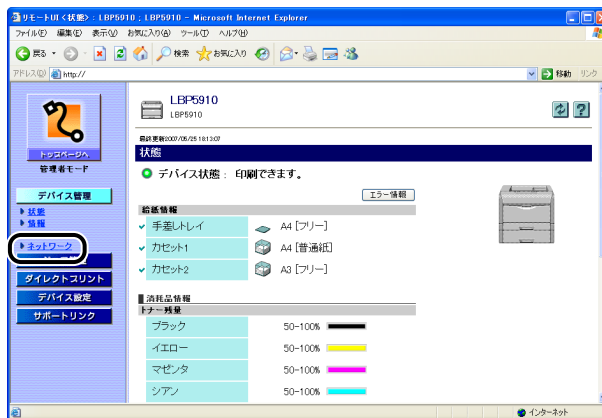 リモートUI <状態> : LBP5910 ; LBP5910 - Microsoft Internet Explorer
ファイル(F) 編集(E) 表示(V) お気に入り(A) ツール(T) ヘルプ(H)
戻る 検索 お気に入り
アドレス(D) http:// 移動 リンク
LBP5910
LBP5910
最終更新2007/05/25 18:13:07
トップページへ
管理者モード
状態
デバイス状態 : 印刷できます。
エラー情報
デバイス管理
状態
情報
ネットワーク
ダイレクトプリント
デバイス設定
サポートリンク
給紙情報
手差しトレイ A4 [フリー]
カセット1 A4 [普通紙]
カセット2 A3 [フリー]
消耗品情報
トナー残量
ブラック 50-100%
イエロー 50-100%
マゼンタ 50-100%
シアン 50-100%
インターネット